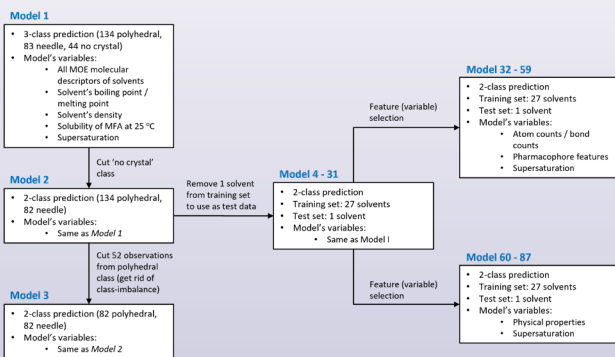 Model 1
• 3-class prediction (134 polyhedral,
83 needle, 44 no crystal)
• Model's variables:
• All MOE molecular
descriptors of solvents
• Solvent's boiling point /
melting point
• Solvent's density
• Solubility of MFA at 25 °C
• Supersaturation
Cut 'no crystal'
class
Model 2
• 2-class prediction (134 polyhedral,
82 needle)
• Model's variables:
• Same as Model 1
Cut 52 observations
from polyhedral
class (get rid of
class-imbalance)
Model 3
• 2-class prediction (82 polyhedral,
82 needle)
• Model's variables:
• Same as Model 2
Remove 1 solvent
from training set
to use as test data
Model 4 - 31
• 2-class prediction
• Training set: 27 solvents
• Test set: 1 solvent
• Model's variables:
• Same as Model I
Feature (variable)
selection
Model 32 - 59
• 2-class prediction
• Training set: 27 solvents
• Test set: 1 solvent
• Model's variables:
• Atom counts / bond
counts
• Pharmacophore features
• Supersaturation
Feature (variable)
selection
Model 60 - 87
• 2-class prediction
• Training set: 27 solvents
• Test set: 1 solvent
• Model's variables:
• Physical properties
• Supersaturation